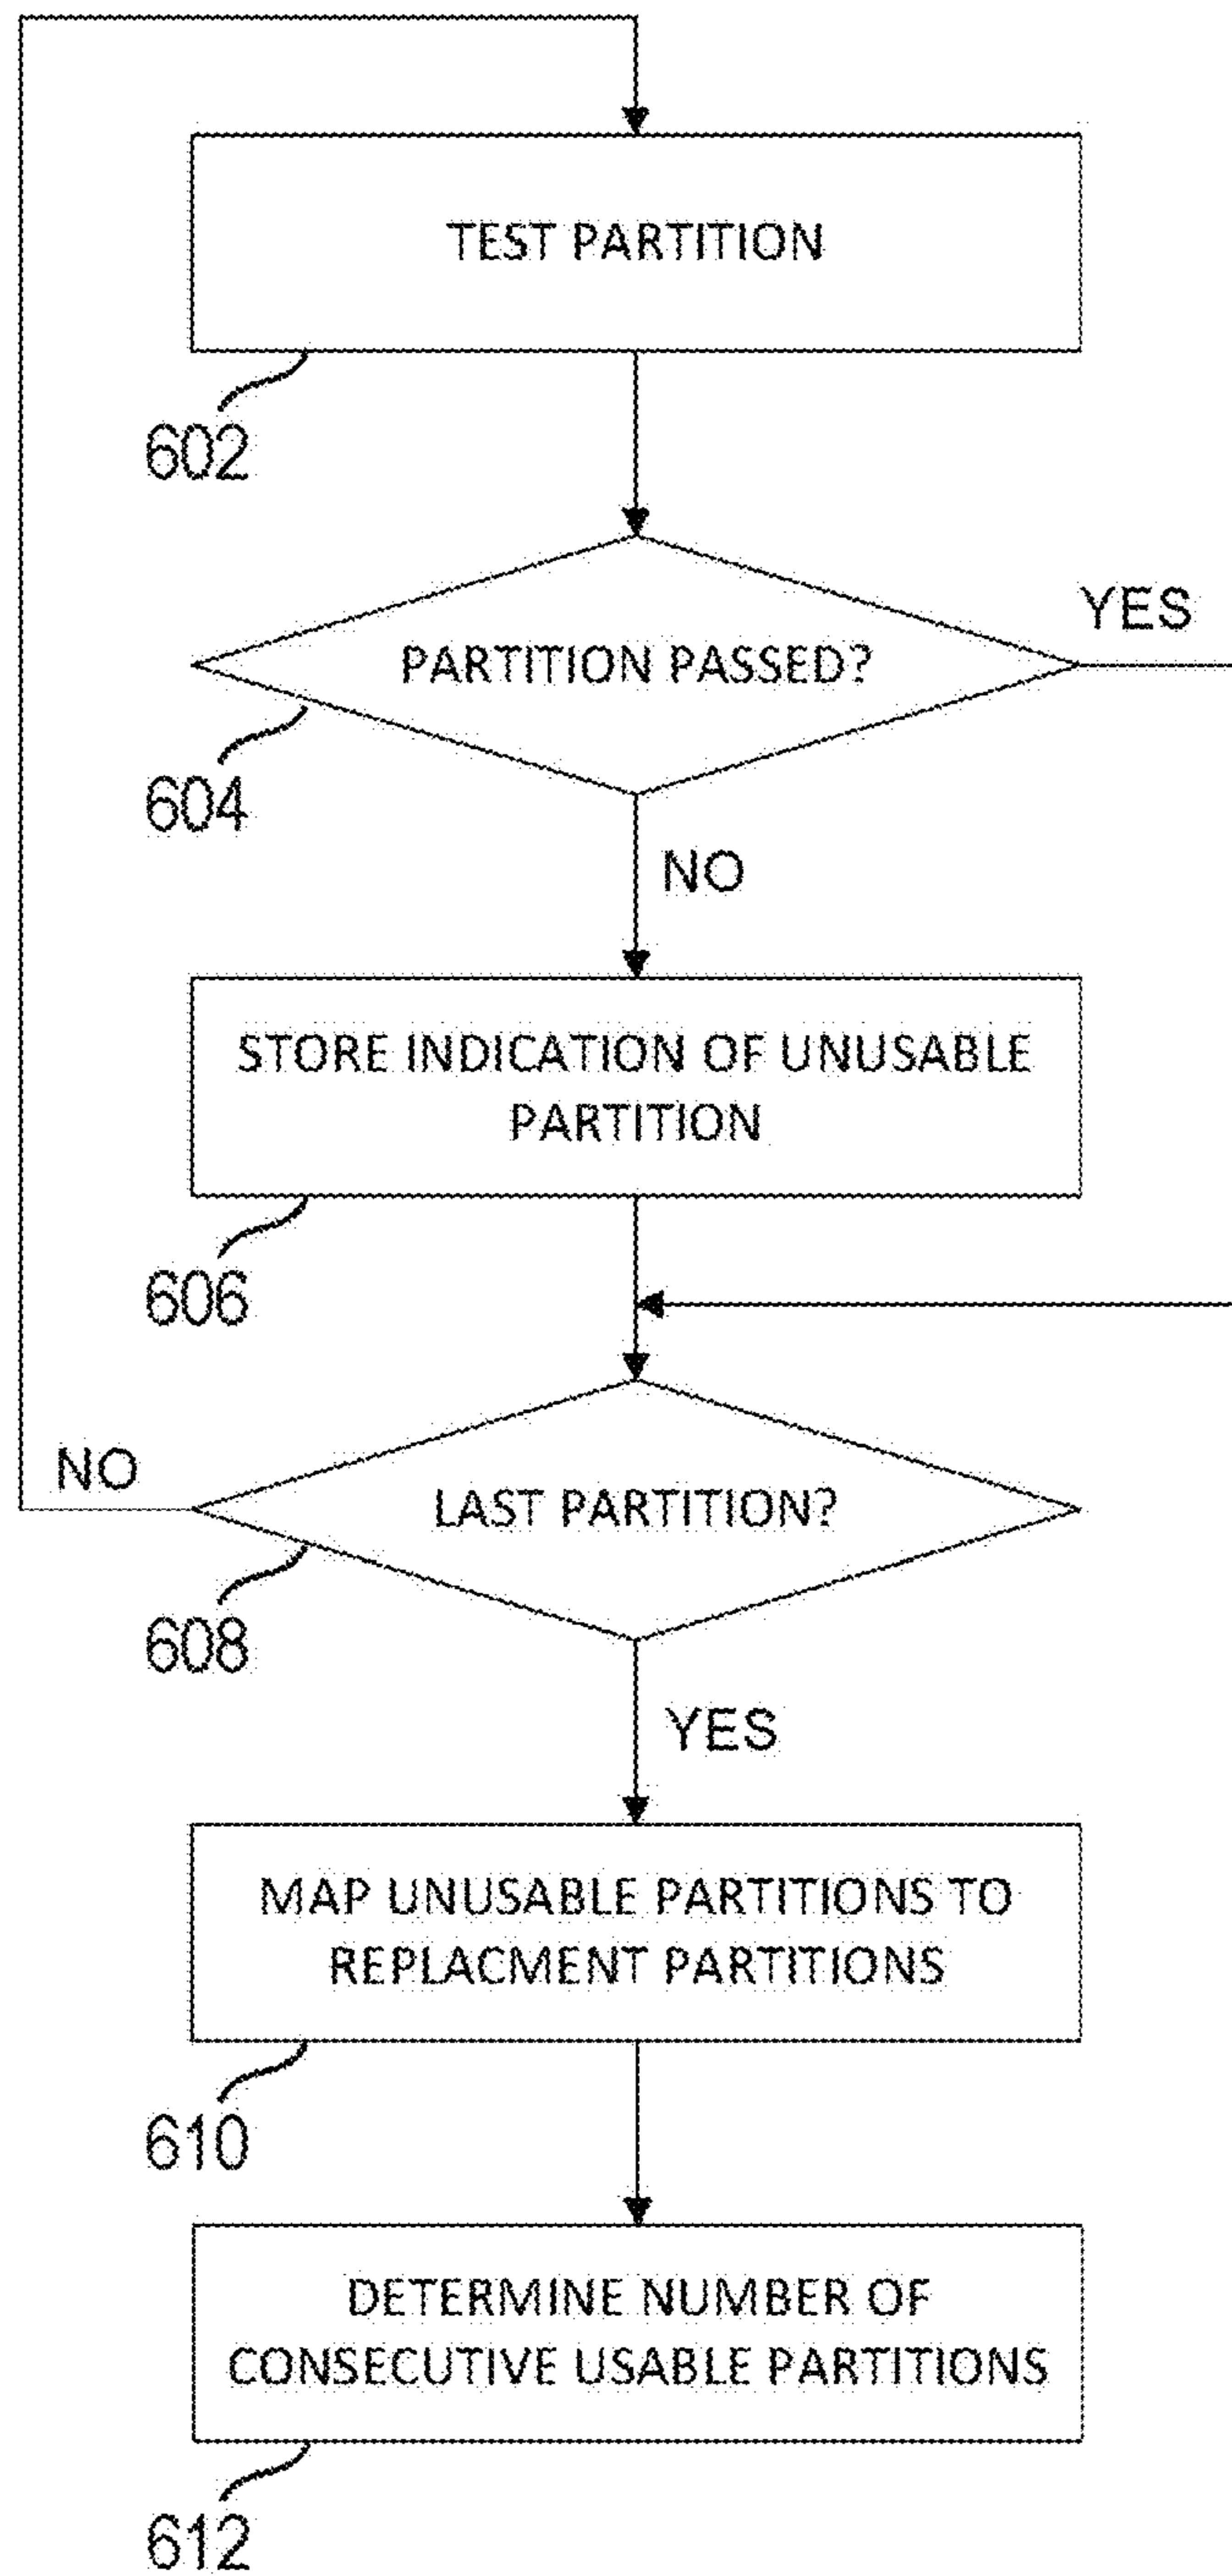 TEST PARTITION
602
PARTITION PASSED?
YES
604
NO
STORE INDICATION OF UNUSABLE
PARTITION
606
NO
LAST PARTITION?
608
YES
MAP UNUSABLE PARTITIONS TO
REPLACMENT PARTITIONS
610
DETERMINE NUMBER OF
CONSECUTIVE USABLE PARTITIONS
612